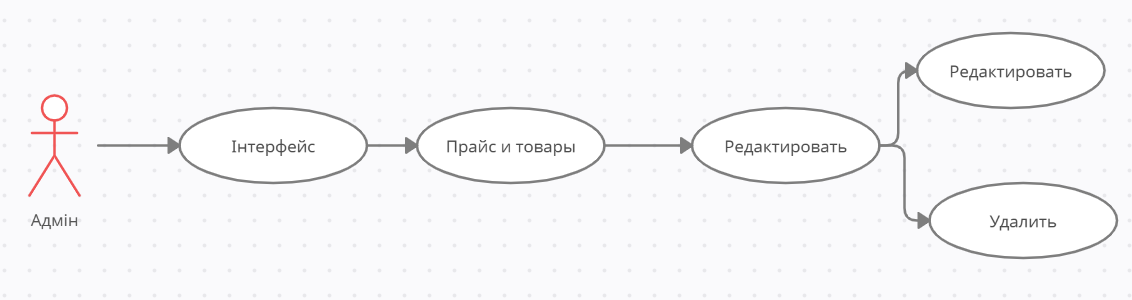 Редактировать
Інтерфейс
Прайс и товары
Редактировать
Адмін
Удалить